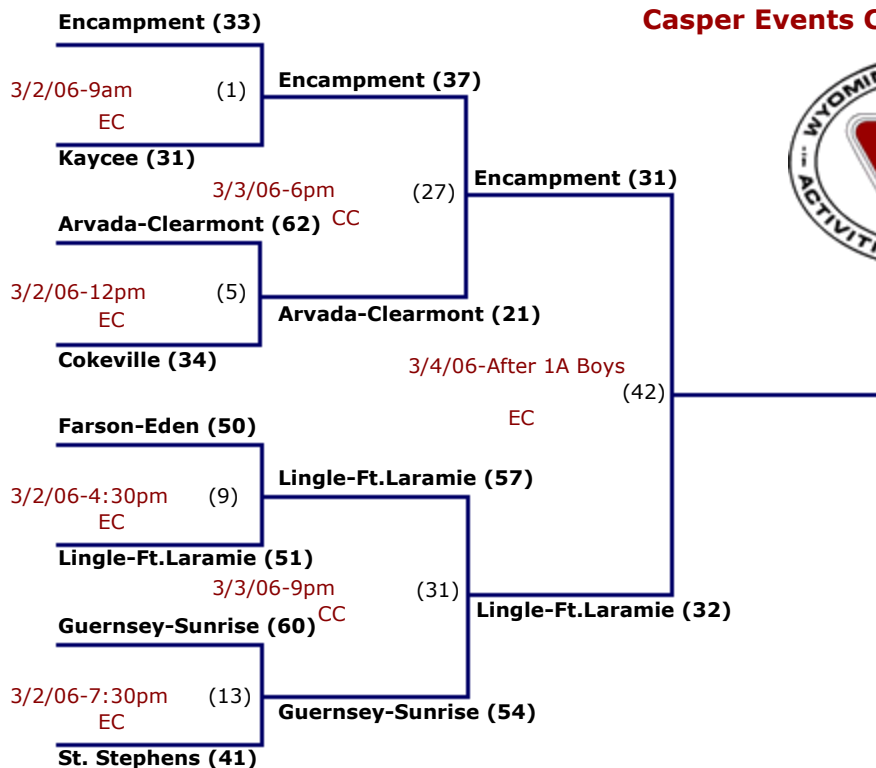 Casper Events C
Encampment (33)
3/2/06-9am
(1)
EC
Kaycee (31)
Encampment (37)
3/3/06-6pm
CC
(27)
Arvada-Clearmont (62)
3/2/06-12pm
(5)
EC
Cokeville (34)
Arvada-Clearmont (21)
Encampment (31)
3/4/06-After 1A Boys
(42)
EC
Farson-Eden (50)
3/2/06-4:30pm
(9)
EC
Lingle-Ft.Laramie (51)
Lingle-Ft.Laramie (57)
3/3/06-9pm
CC
(31)
Guernsey-Sunrise (60)
3/2/06-7:30pm
(13)
EC
St. Stephens (41)
Guernsey-Sunrise (54)
Lingle-Ft.Laramie (32)
WYOMIN
ACTIVITI